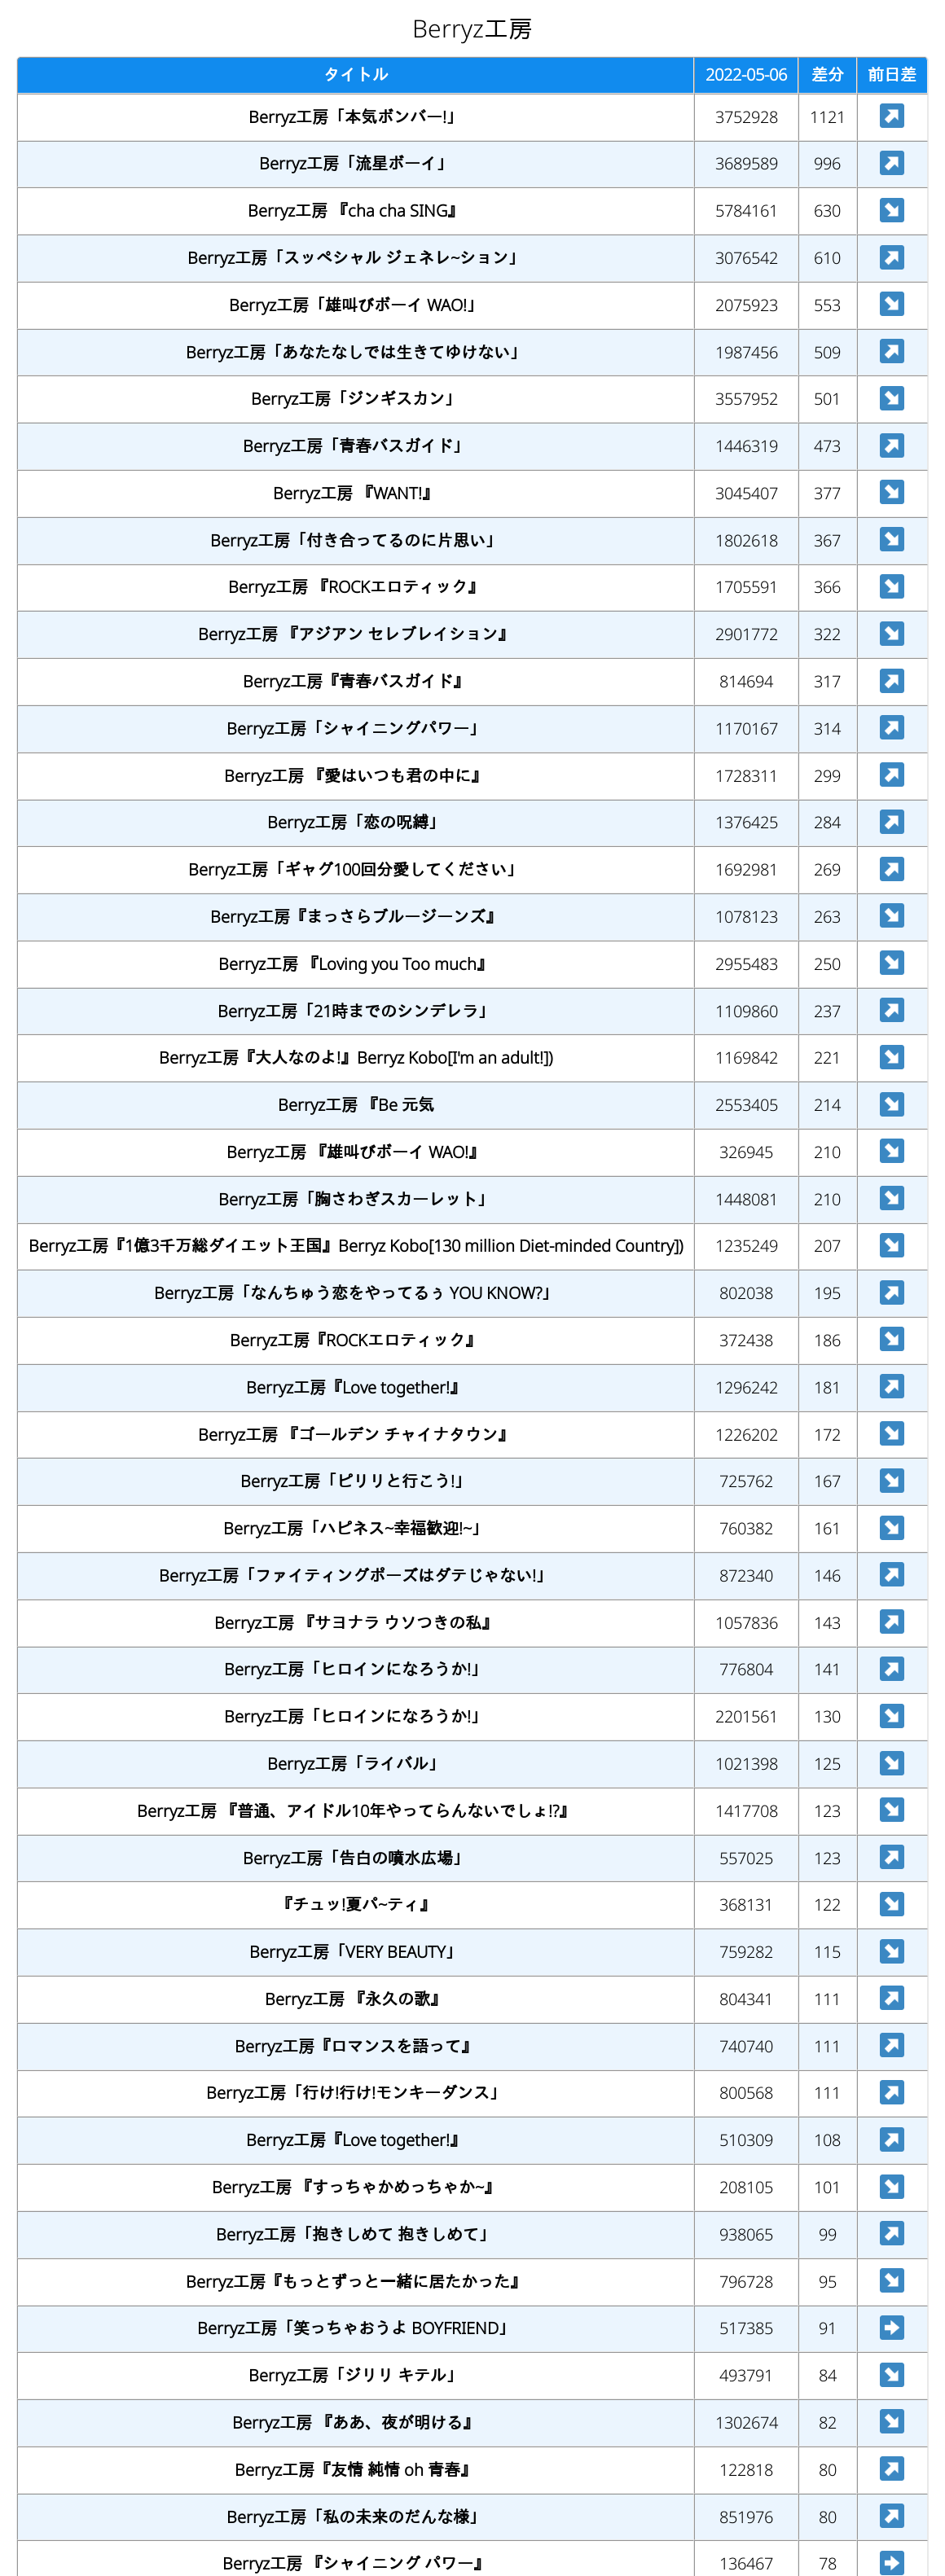 Berryz工房
タイトル 2022-05-06 差分 前日差
Berryz工房「本気ボンバー!」 3752928 1121 ↗
Berryz工房「流星ボーイ」 3689589 996 ↗
Berryz工房 『cha cha SING』 5784161 630 ↘
Berryz工房「スッペシャル ジェネレ~ション」 3076542 610 ↗
Berryz工房「雄叫びボーイ WAO!」 2075923 553 ↘
Berryz工房「あなたなしでは生きてゆけない」 1987456 509 ↗
Berryz工房「ジンギスカン」 3557952 501 ↘
Berryz工房「青春バスガイド」 1446319 473 ↗
Berryz工房 『WANT!』 3045407 377 ↘
Berryz工房「付き合ってるのに片思い」 1802618 367 ↘
Berryz工房 『ROCKエロティック』 1705591 366 ↘
Berryz工房 『アジアン セレブレイション』 2901772 322 ↘
Berryz工房『青春バスガイド』 814694 317 ↗
Berryz工房「シャイニングパワー」 1170167 314 ↗
Berryz工房 『愛はいつも君の中に』 1728311 299 ↗
Berryz工房「恋の呪縛」 1376425 284 ↗
Berryz工房「ギャグ100回分愛してください」 1692981 269 ↗
Berryz工房『まっさらブルージーンズ』 1078123 263 ↘
Berryz工房 『Loving you Too much』 2955483 250 ↘
Berryz工房「21時までのシンデレラ」 1109860 237 ↗
Berryz工房『大人なのよ!』Berryz Kobo[I'm an adult!]) 1169842 221 ↘
Berryz工房 『Be 元気 2553405 214 ↘
Berryz工房 『雄叫びボーイ WAO!』 326945 210 ↘
Berryz工房「胸さわぎスカーレット」 1448081 210 ↘
Berryz工房『1億3千万総ダイエット王国』Berryz Kobo[130 million Diet-minded Country]) 1235249 207 ↘
Berryz工房「なんちゅう恋をやってるぅ YOU KNOW?」 802038 195 ↗
Berryz工房『ROCKエロティック』 372438 186 ↘
Berryz工房『Love together!』 1296242 181 ↗
Berryz工房 『ゴールデン チャイナタウン』 1226202 172 ↘
Berryz工房「ピリリと行こう!」 725762 167 ↘
Berryz工房「ハピネス~幸福歓迎!~」 760382 161 ↘
Berryz工房「ファイティングポーズはダテじゃない!」 872340 146 ↗
Berryz工房 『サヨナラ ウソつきの私』 1057836 143 ↗
Berryz工房「ヒロインになろうか!」 776804 141 ↗
Berryz工房「ヒロインになろうか!」 2201561 130 ↘
Berryz工房「ライバル」 1021398 125 ↘
Berryz工房 『普通、アイドル10年やってらんないでしょ!?』 1417708 123 ↘
Berryz工房「告白の噴水広場」 557025 123 ↗
『チュッ!夏パ~ティ』 368131 122 ↘
Berryz工房「VERY BEAUTY」 759282 115 ↘
Berryz工房 『永久の歌』 804341 111 ↗
Berryz工房『ロマンスを語って』 740740 111 ↗
Berryz工房「行け!行け!モンキーダンス」 800568 111 ↗
Berryz工房『Love together!』 510309 108 ↗
Berryz工房 『すっちゃかめっちゃか~』 208105 101 ↘
Berryz工房「抱きしめて 抱きしめて」 938065 99 ↗
Berryz工房『もっとずっと一緒に居たかった』 796728 95 ↘
Berryz工房「笑っちゃおうよ BOYFRIEND」 517385 91 ➡
Berryz工房「ジリリ キテル」 493791 84 ↘
Berryz工房 『ああ、夜が明ける』 1302674 82 ↘
Berryz工房『友情 純情 oh 青春』 122818 80 ↗
Berryz工房「私の未来のだんな様」 851976 80 ↗
Berryz工房 『シャイニング パワー』 136467 78 ➡